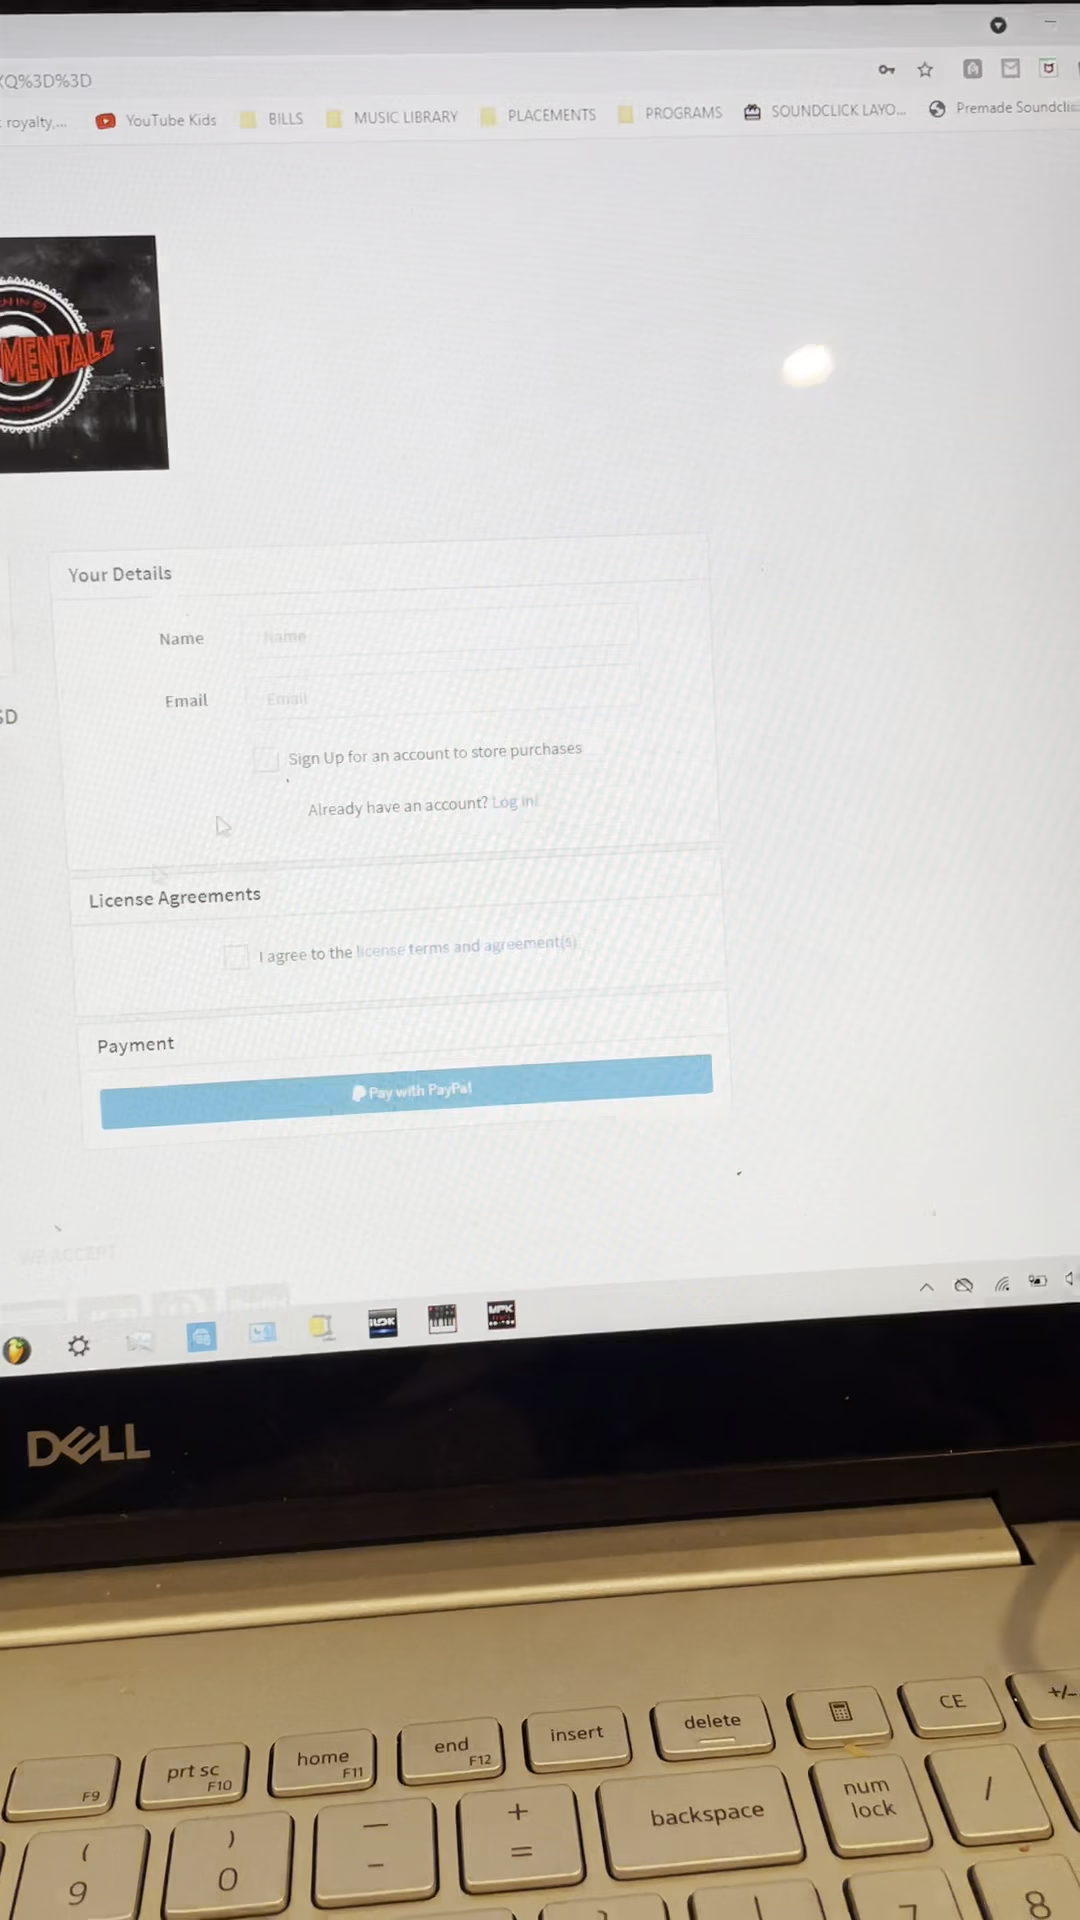 XQ%3D%3D
royalty,...
YouTube Kids
BILLS
MUSIC LIBRARY
PLACEMENTS
PROGRAMS
SOUNDCLICK LAYO...
Premade Soundcli
MENTALZ
Your Details
Name
Name
Email
Email
SD
Sign Up for an account to store purchases
Already have an account? Log in!
License Agreements
I agree to the license terms and agreement(s)
Payment
Pay with PayPal
WE ACCEPT
MPK
DELL
F9
prt sc
F10
home
F11
end
F12
insert
delete
CE
+/-
(
9
)
0
—
-
+
=
backspace
num
lock
/
7
8